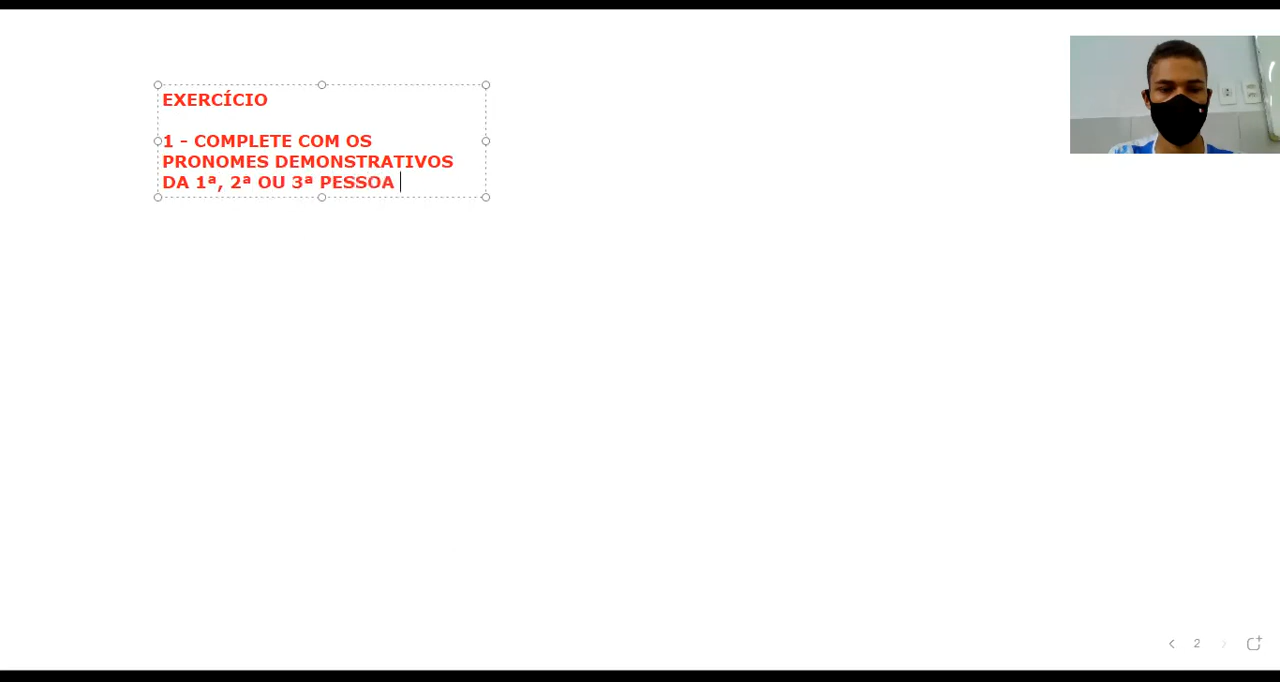 EXERCÍCIO
1 - COMPLETE COM OS
PRONOMES DEMONSTRATIVOS
DA 1ª, 2ª OU 3ª PESSOA
2